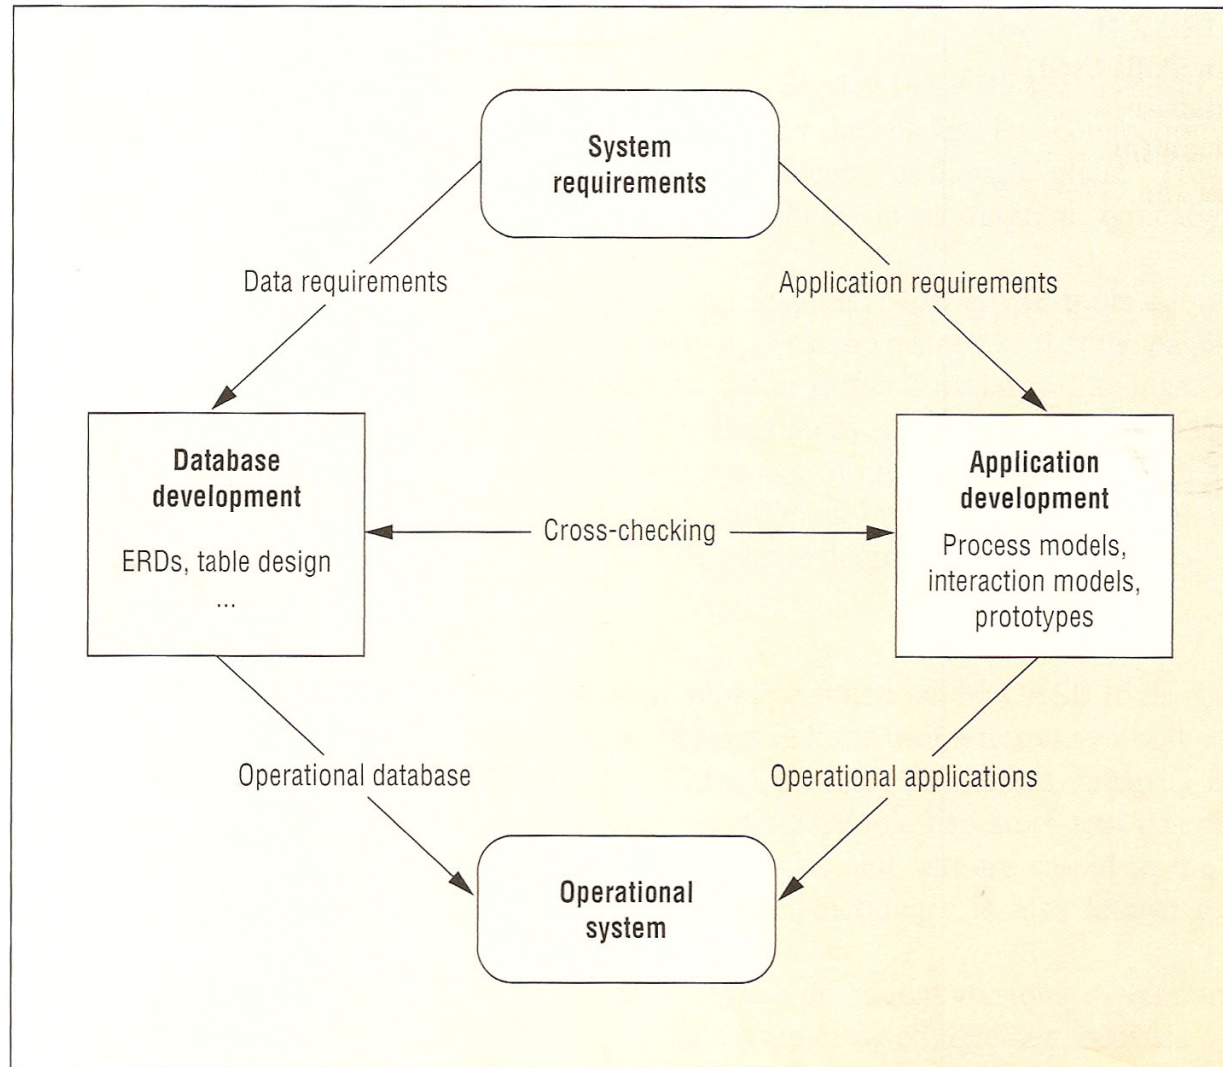 System
requirements
Data requirements
Application requirements
Database
development
ERDs, table design
...
Cross-checking
Application
development
Process models,
interaction models,
prototypes
Operational database
Operational applications
Operational
system